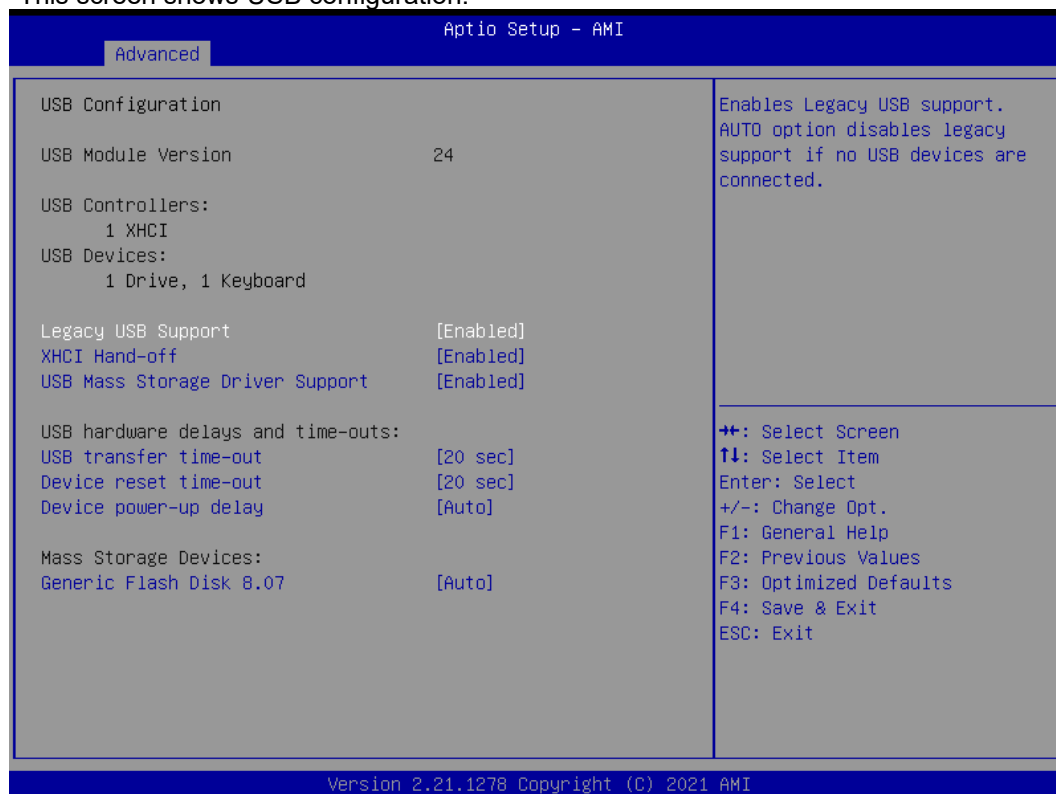 This screen shows USB configuration.
Aptio Setup – AMI
Advanced
USB Configuration
USB Module Version 24
USB Controllers:
1 XHCI
USB Devices:
1 Drive, 1 Keyboard
Legacy USB Support [Enabled]
XHCI Hand-off [Enabled]
USB Mass Storage Driver Support [Enabled]
USB hardware delays and time-outs:
USB transfer time-out [20 sec]
Device reset time-out [20 sec]
Device power-up delay [Auto]
Mass Storage Devices:
Generic Flash Disk 8.07 [Auto]
Enables Legacy USB support.
AUTO option disables legacy
support if no USB devices are
connected.
→←: Select Screen
↑↓: Select Item
Enter: Select
+/-: Change Opt.
F1: General Help
F2: Previous Values
F3: Optimized Defaults
F4: Save & Exit
ESC: Exit
Version 2.21.1278 Copyright (C) 2021 AMI